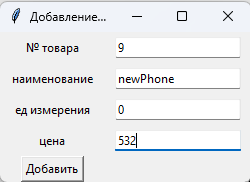 Добавление...
№ товара 9
наименование newPhone
ед измерения 0
цена 532
Добавить